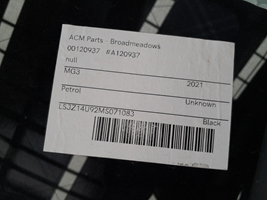 ACM Parts - Broadmeadows
00120937 #A120937
null
MG3 2021
Petrol Unknown
LSJZ14U92MS071083
Black